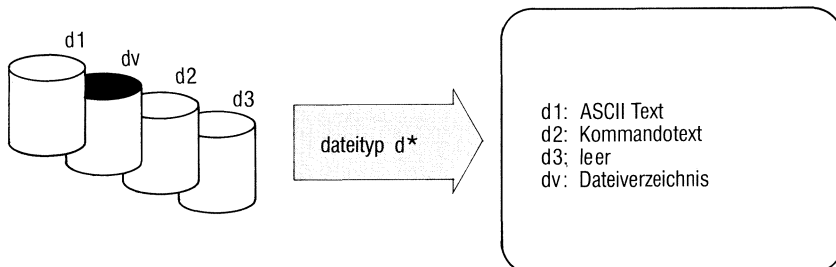 d1
dv
d2
d3
dateityp d*
d1: ASCII Text
d2: Kommandotext
d3: leer
dv: Dateiverzeichnis